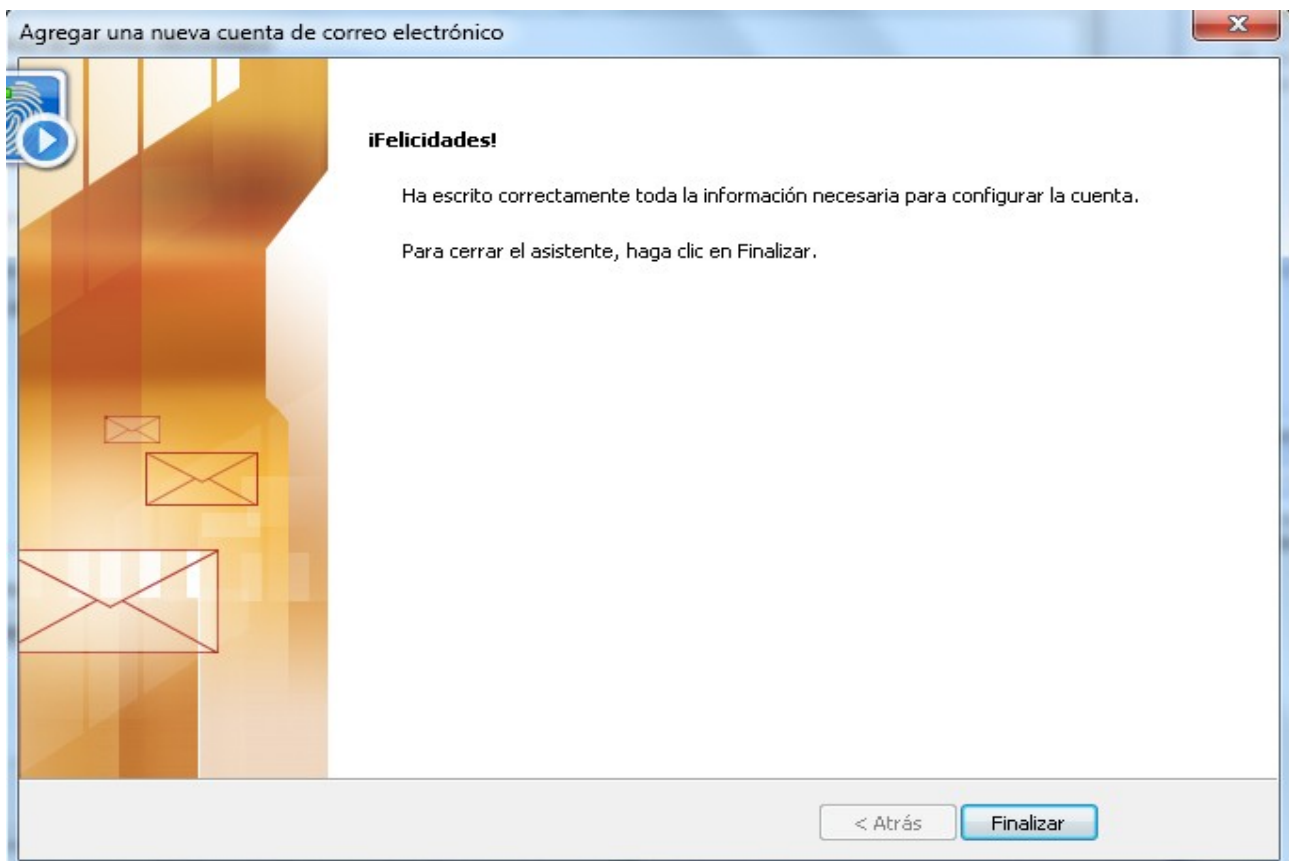 Agregar una nueva cuenta de correo electrónico
¡Felicidades!
Ha escrito correctamente toda la información necesaria para configurar la cuenta.
Para cerrar el asistente, haga clic en Finalizar.
< Atrás
Finalizar